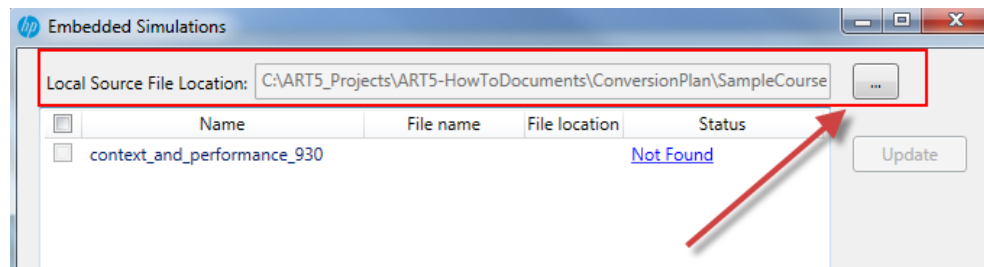 hp Embedded Simulations
Local Source File Location: C:\ART5_Projects\ART5-HowToDocuments\ConversionPlan\SampleCourse ...
Name File name File location Status
context_and_performance_930 Not Found Update